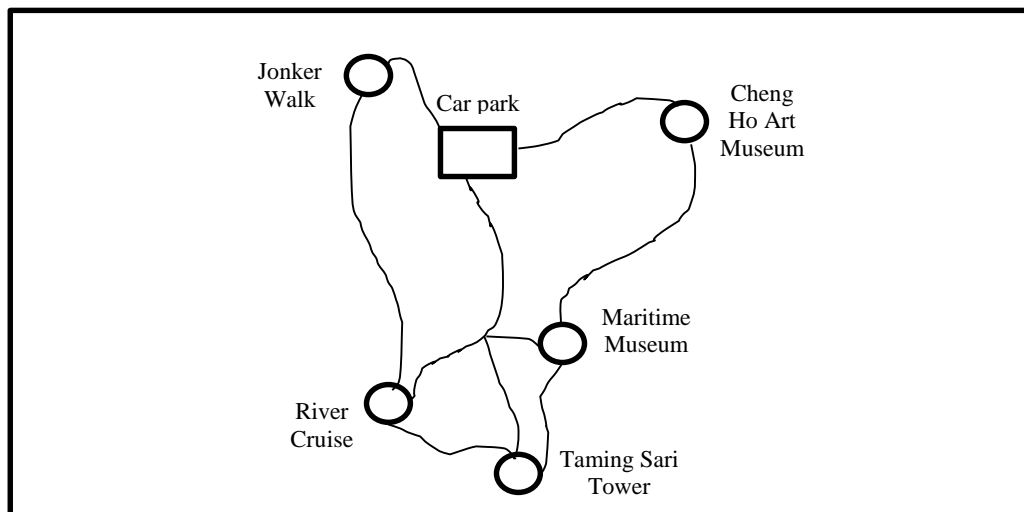 Jonker
Walk
Car park
Cheng
Ho Art
Museum
Maritime
Museum
River
Cruise
Taming Sari
Tower